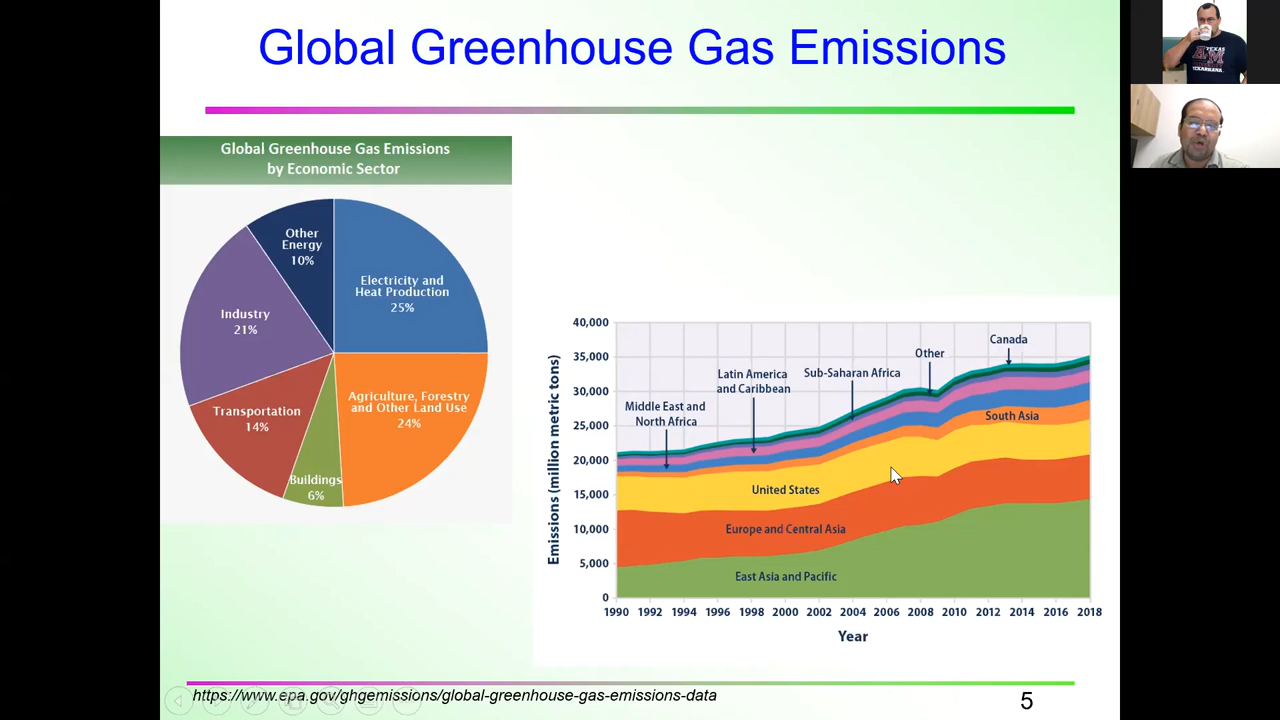 Global Greenhouse Gas Emissions
Global Greenhouse Gas Emissions
by Economic Sector
Other
Energy
10%
Electricity and
Heat Production
25%
Industry
21%
Agriculture, Forestry
and Other Land Use
24%
Transportation
14%
Buildings
6%
Emissions (million metric tons)
40,000
35,000
30,000
25,000
20,000
15,000
10,000
5,000
0
Canada
Other
Sub-Saharan Africa
Latin America
and Caribbean
Middle East and
North Africa
South Asia
United States
Europe and Central Asia
East Asia and Pacific
1990 1992 1994 1996 1998 2000 2002 2004 2006 2008 2010 2012 2014 2016 2018
Year
https://www.epa.gov/ghgemissions/global-greenhouse-gas-emissions-data
5
TEXAS
A M
TEXARKANA